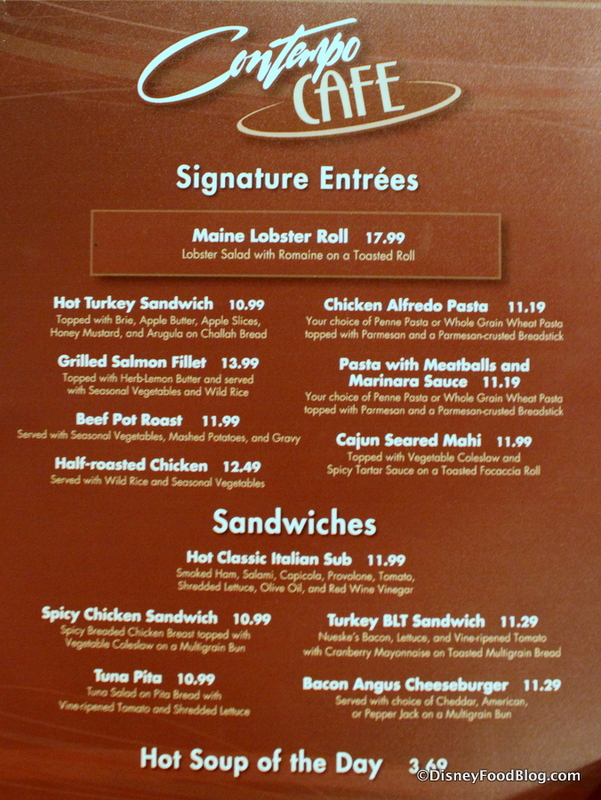 Contempo
CAFE
Signature Entrées
Maine Lobster Roll 17.99
Lobster Salad with Romaine on a Toasted Roll
Hot Turkey Sandwich 10.99
Topped with Brie, Apple Butter, Apple Slices,
Honey Mustard, and Arugula on Challah Bread
Grilled Salmon Fillet 13.99
Topped with Herb-Lemon Butter and served
with Seasonal Vegetables and Wild Rice
Beef Pot Roast 11.99
Served with Seasonal Vegetables, Mashed Potatoes, and Gravy
Half-roasted Chicken 12.49
Served with Wild Rice and Seasonal Vegetables
Chicken Alfredo Pasta 11.19
Your choice of Penne Pasta or Whole Grain Wheat Pasta
topped with Parmesan and a Parmesan-crusted Breadstick
Pasta with Meatballs and
Marinara Sauce 11.19
Your choice of Penne Pasta or Whole Grain Wheat Pasta
topped with Parmesan and a Parmesan-crusted Breadstick
Cajun Seared Mahi 11.99
Topped with Vegetable Coleslaw and
Spicy Tartar Sauce on a Toasted Focaccia Roll
Sandwiches
Hot Classic Italian Sub 11.99
Smoked Ham, Salami, Capicola, Provolone, Tomato,
Shredded Lettuce, Olive Oil, and Red Wine Vinegar
Spicy Chicken Sandwich 10.99
Spicy Breaded Chicken Breast topped with
Vegetable Coleslaw on a Multigrain Bun
Tuna Pita 10.99
Tuna Salad on Pita Bread with
Vine-ripened Tomato and Shredded Lettuce
Turkey BLT Sandwich 11.29
Nueske's Bacon, Lettuce, and Vine-ripened Tomato
with Cranberry Mayonnaise on Toasted Multigrain Bread
Bacon Angus Cheeseburger 11.29
Served with choice of Cheddar, American,
or Pepper Jack on a Multigrain Bun
Hot Soup of the Day 3.69
©DisneyFoodBlog.com